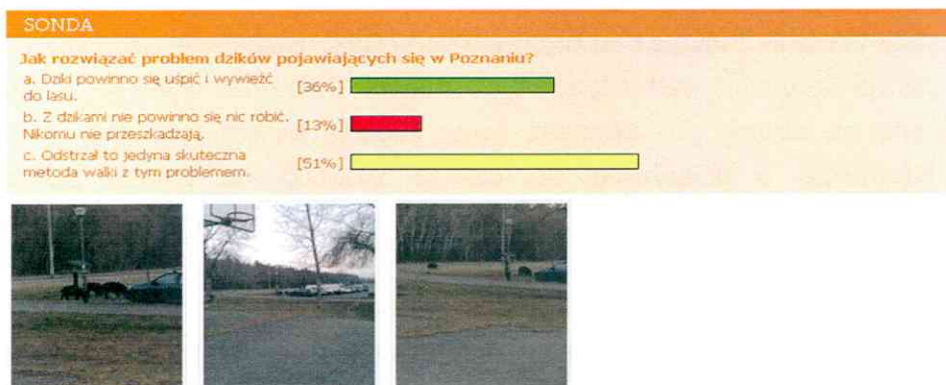 SONDA
Jak rozwiązać problem dzików pojawiających się w Poznaniu?
a. Dziki powinno się uśpić i wywieźć
do lasu.
[36%]
b. Z dzikami nie powinno się nic robić.
Nikomu nie przeszkadzają.
[13%]
c. Odstrzał to jedyna skuteczna
metoda walki z tym problemem.
[51%]